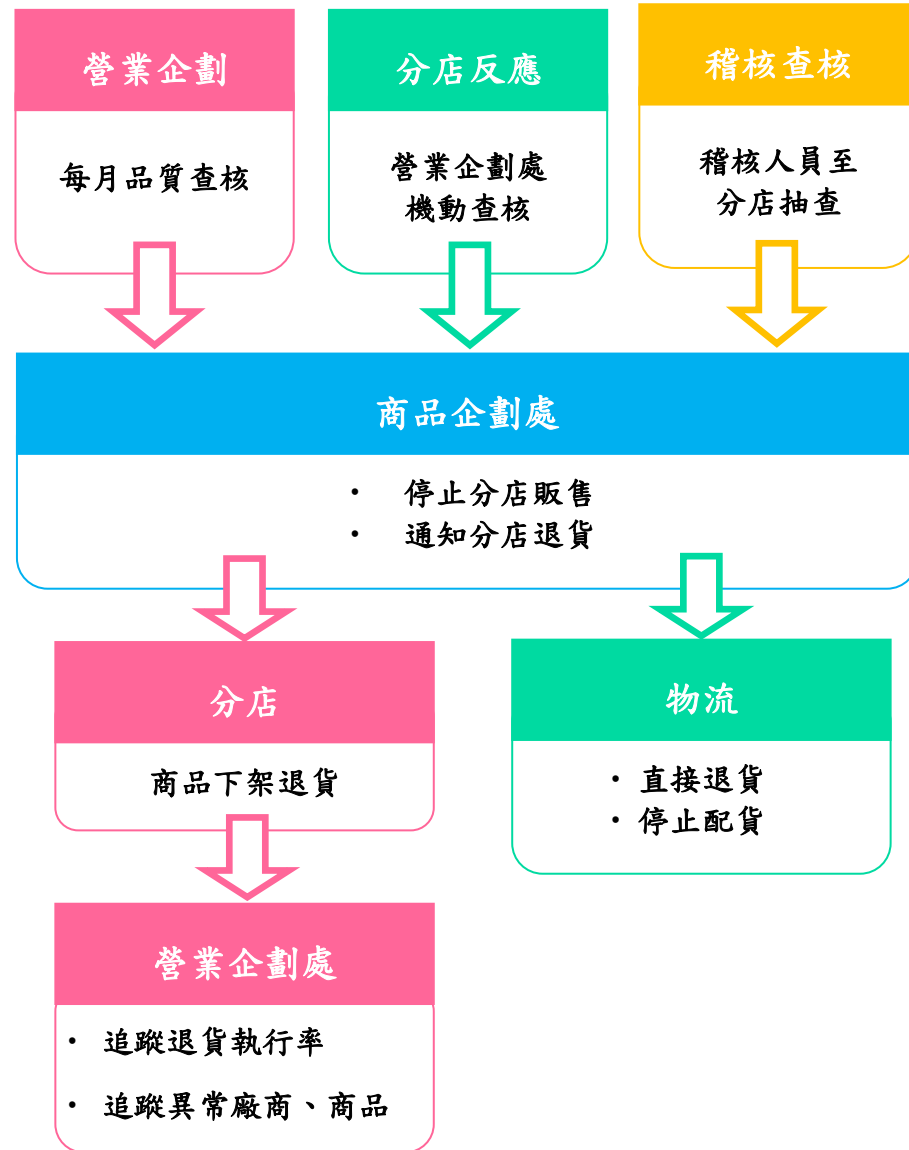 營業企劃
每月品質查核
分店反應
營業企劃處
機動查核
稽核查核
稽核人員至
分店抽查
商品企劃處
• 停止分店販售
• 通知分店退貨
分店
商品下架退貨
物流
• 直接退貨
• 停止配貨
營業企劃處
• 追蹤退貨執行率
• 追蹤異常廠商、商品